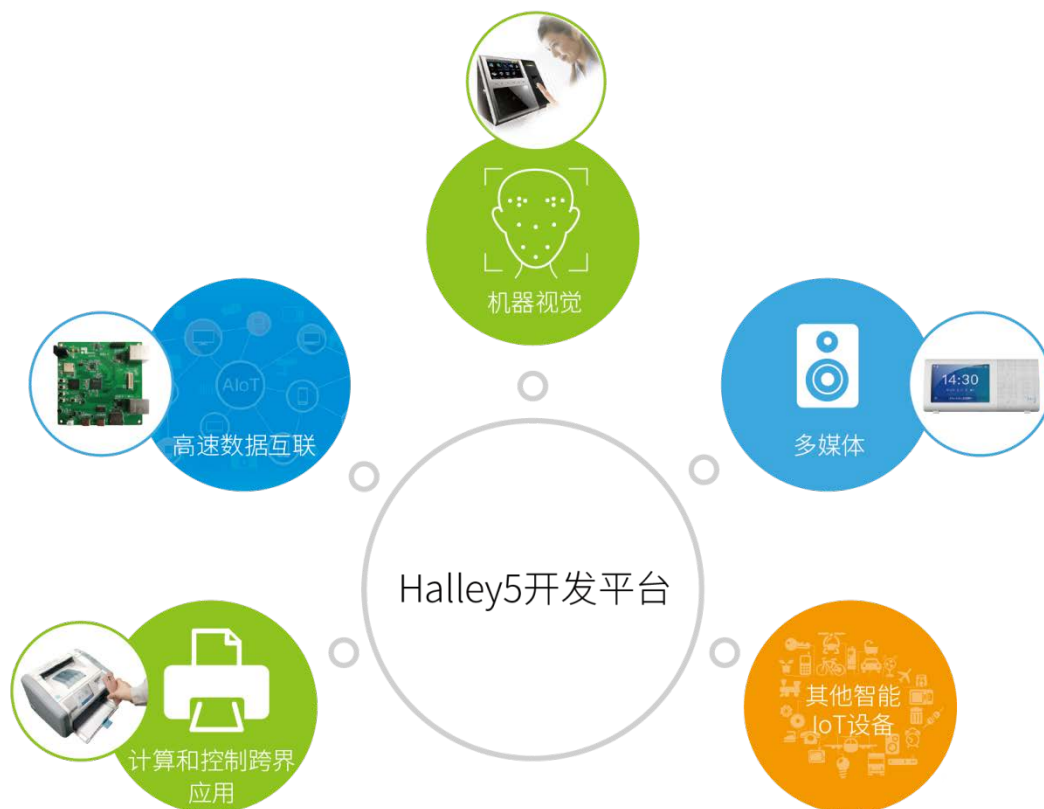 机器视觉
AIoT
高速数据互联
14:30
多媒体
Halley5开发平台
计算和控制跨界
应用
其他智能
IoT设备